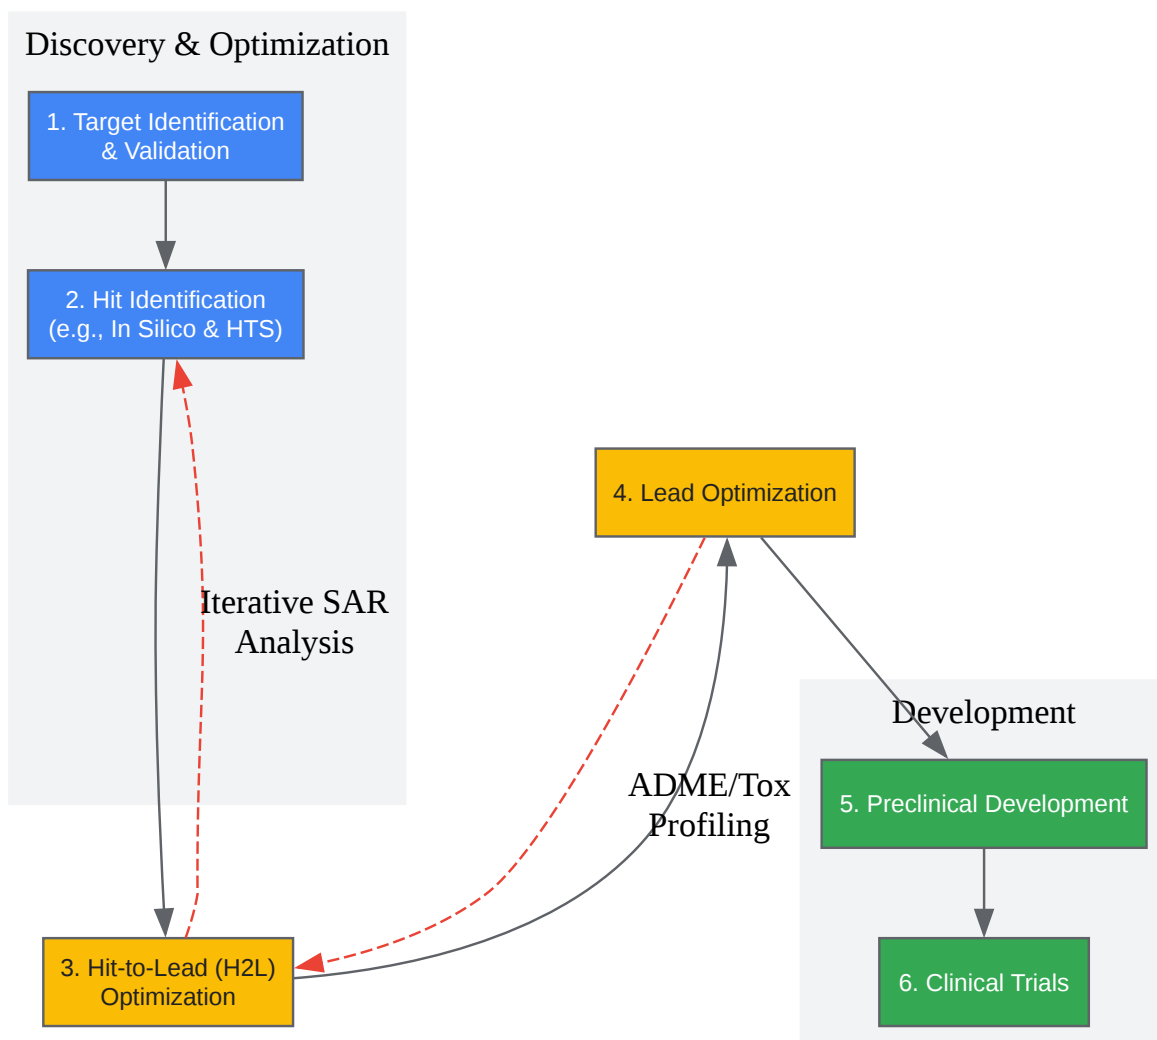 Discovery & Optimization
1. Target Identification
& Validation
2. Hit Identification
(e.g., In Silico & HTS)
Iterative SAR
Analysis
3. Hit-to-Lead (H2L)
Optimization
4. Lead Optimization
ADME/Tox
Profiling
Development
5. Preclinical Development
6. Clinical Trials